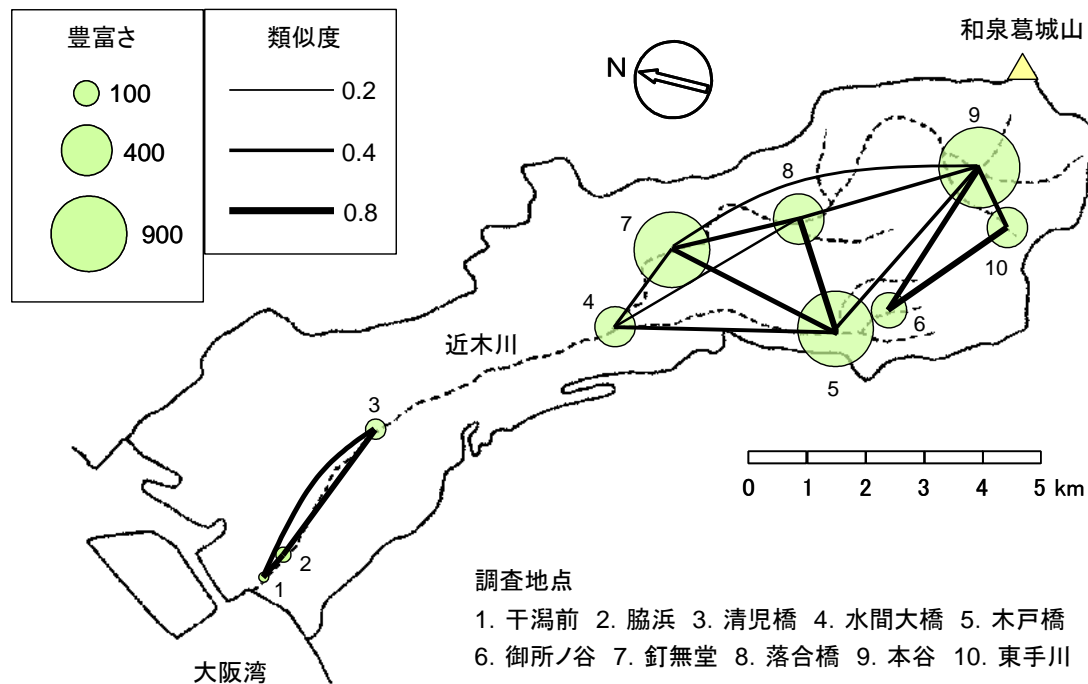 豊富さ
100
400
900
類似度
0.2
0.4
0.8
N
和泉葛城山
9
8
7
10
4
6
近木川
5
3
0 1 2 3 4 5 km
2
1
調査地点
1. 干潟前 2. 脇浜 3. 清児橋 4. 水間大橋 5. 木戸橋
6. 御所ノ谷 7. 釘無堂 8. 落合橋 9. 本谷 10. 東手川
大阪湾